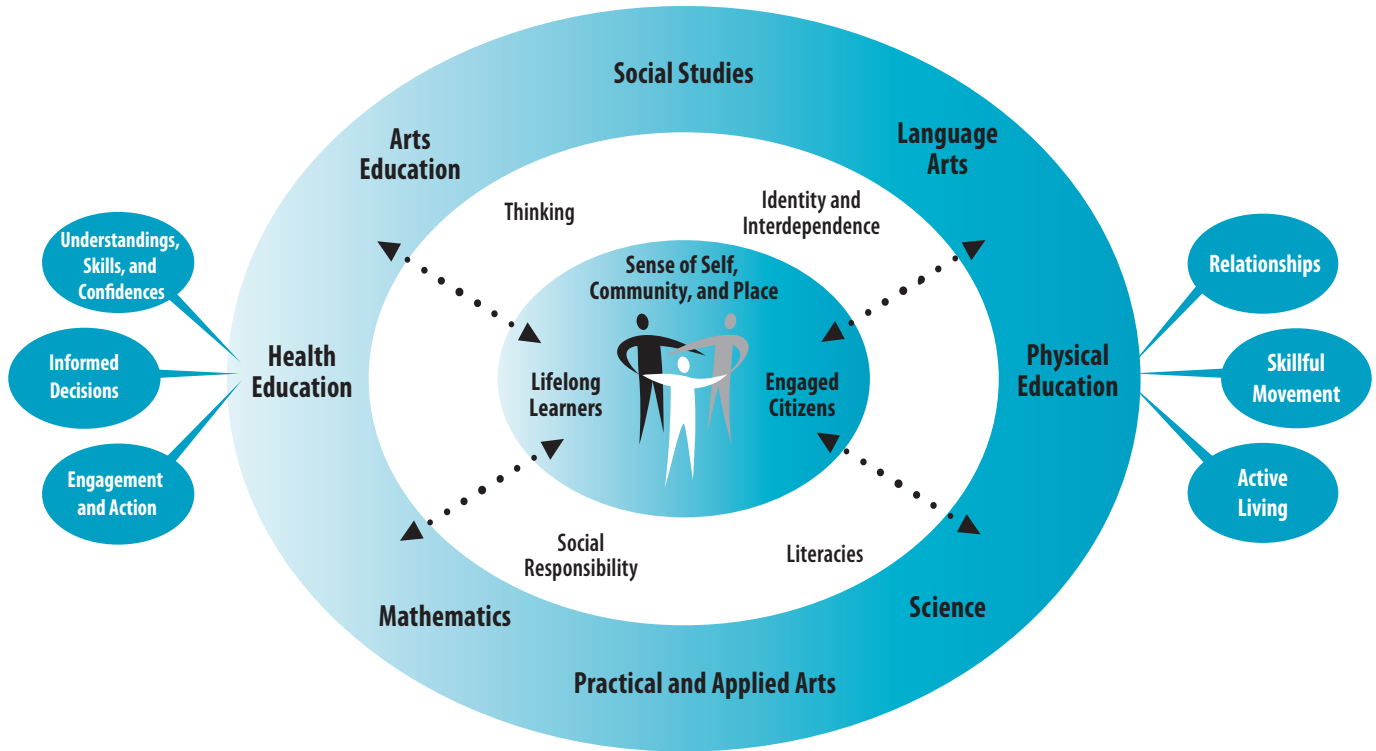 Social Studies
Arts
Education
Language
Arts
Thinking
Identity and
Interdependence
Understandings,
Skills, and
Confidences
Informed
Decisions
Engagement
and Action
Health
Education
Sense of Self,
Community, and Place
Lifelong
Learners
Engaged
Citizens
Physical
Education
Relationships
Skillful
Movement
Active
Living
Social
Responsibility
Literacies
Mathematics
Science
Practical and Applied Arts